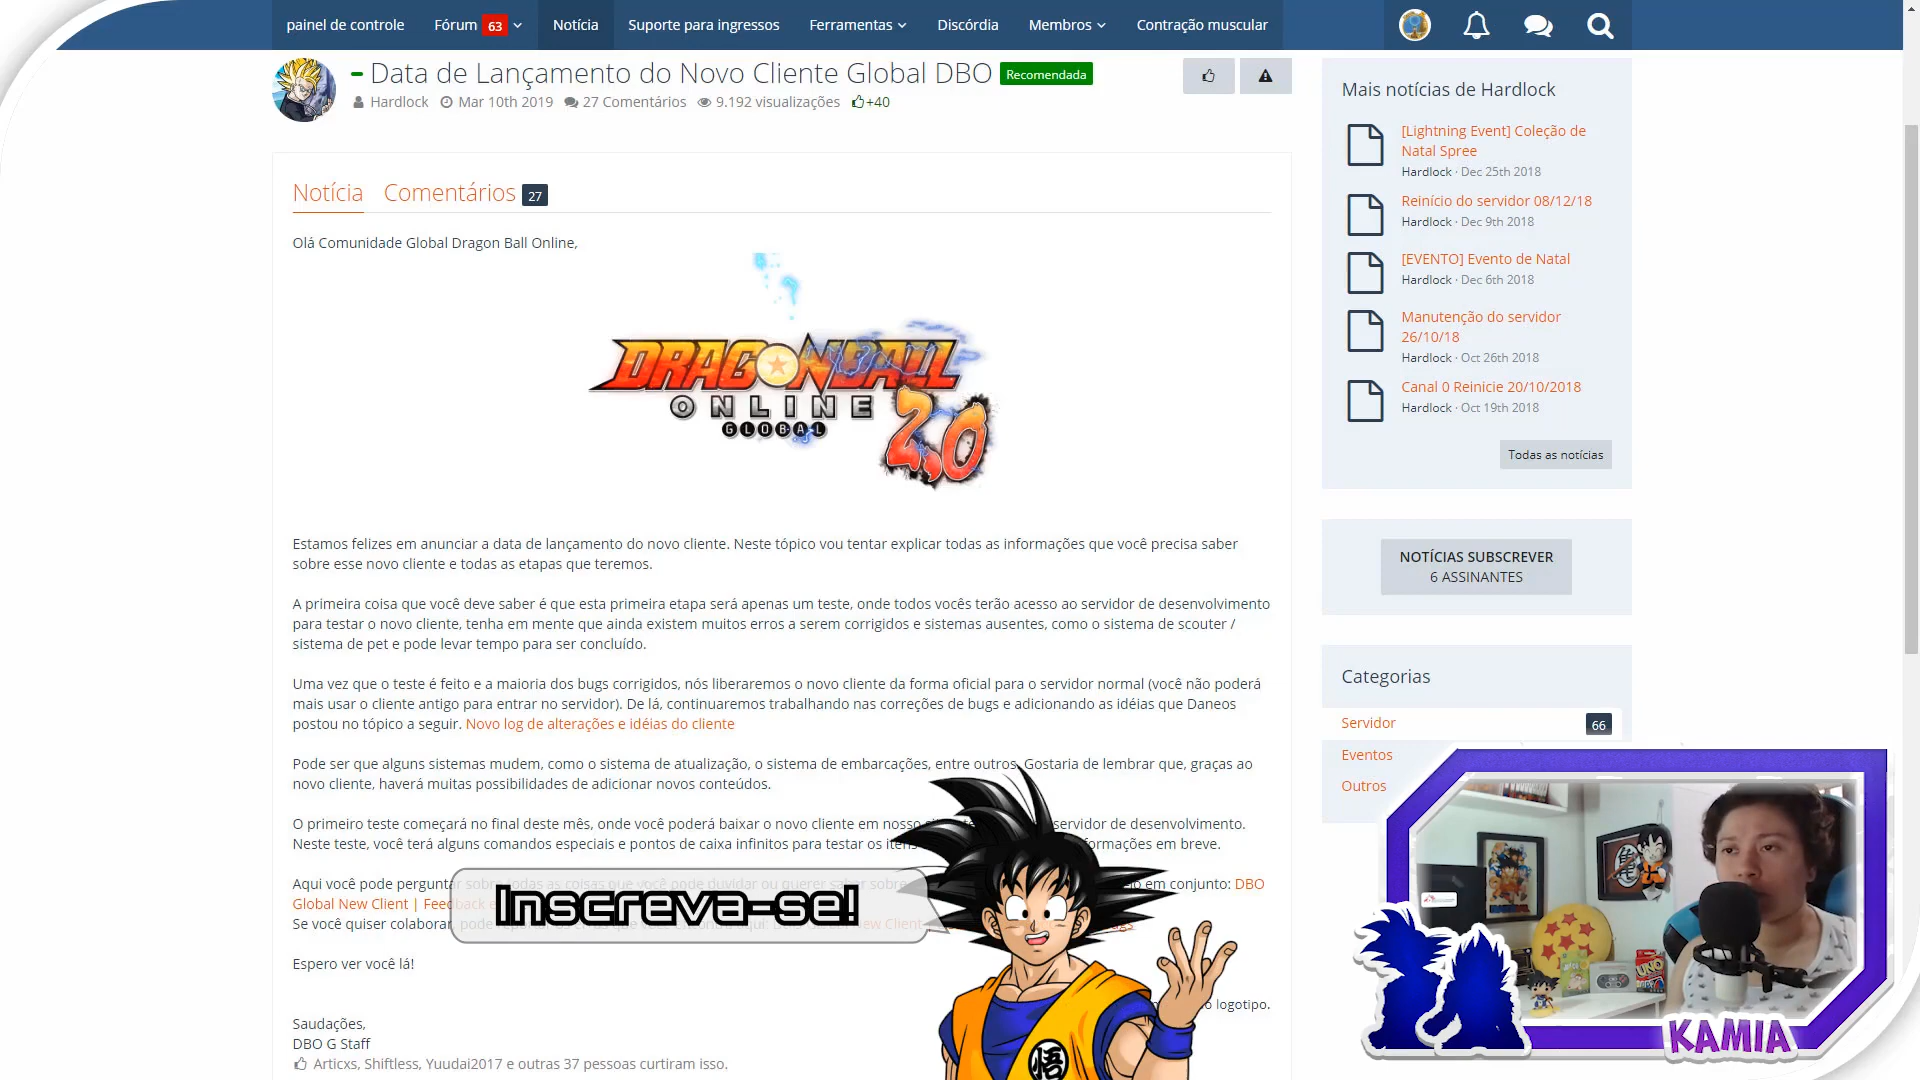 painel de controle
Fórum 63
Notícia
Suporte para ingressos
Ferramentas
Discórdia
Membros
Contração muscular
Data de Lançamento do Novo Cliente Global DBO Recomendada
Hardlock Mar 10th 2019 27 Comentários 9.192 visualizações +40
Notícia Comentários 27
Olá Comunidade Global Dragon Ball Online,
DRAGON BALL
ONLINE 2.0
GLOBAL
Estamos felizes em anunciar a data de lançamento do novo cliente. Neste tópico vou tentar explicar todas as informações que você precisa saber
sobre esse novo cliente e todas as etapas que teremos.
A primeira coisa que você deve saber é que esta primeira etapa será apenas um teste, onde todos vocês terão acesso ao servidor de desenvolvimento
para testar o novo cliente, tenha em mente que ainda existem muitos erros a serem corrigidos e sistemas ausentes, como o sistema de scouter /
sistema de pet e pode levar tempo para ser concluído.
Uma vez que o teste é feito e a maioria dos bugs corrigidos, nós liberaremos o novo cliente da forma oficial para o servidor normal (você não poderá
mais usar o cliente antigo para entrar no servidor). De lá, continuaremos trabalhando nas correções de bugs e adicionando as idéias que Daneos
postou no tópico a seguir. Novo log de alterações e idéias do cliente
Pode ser que alguns sistemas mudem, como o sistema de atualização, o sistema de embarcações, entre outros. Gostaria de lembrar que, graças ao
novo cliente, haverá muitas possibilidades de adicionar novos conteúdos.
O primeiro teste começará no final deste mês, onde você poderá baixar o novo cliente em nosso servidor de desenvolvimento.
Neste teste, você terá alguns comandos especiais e pontos de caixa infinitos para testar os itens formações em breve.
Aqui você pode perguntar sobre todas as coisas que você pode duvidar ou querer saber sobre em conjunto: DBO
Global New Client | Feedback
Se você quiser colaborar, New Client
Inscreva-se!
Espero ver você lá!
logotipo.
Saudações,
DBO G Staff
Articxs, Shiftless, Yuudai2017 e outras 37 pessoas curtiram isso.
Mais notícias de Hardlock
[Lightning Event] Coleção de
Natal Spree
Hardlock · Dec 25th 2018
Reinício do servidor 08/12/18
Hardlock · Dec 9th 2018
[EVENTO] Evento de Natal
Hardlock · Dec 6th 2018
Manutenção do servidor
26/10/18
Hardlock · Oct 26th 2018
Canal 0 Reinicie 20/10/2018
Hardlock · Oct 19th 2018
Todas as notícias
NOTÍCIAS SUBSCREVER
6 ASSINANTES
Categorias
Servidor 66
Eventos
Outros
UNO
KAMIA
悟